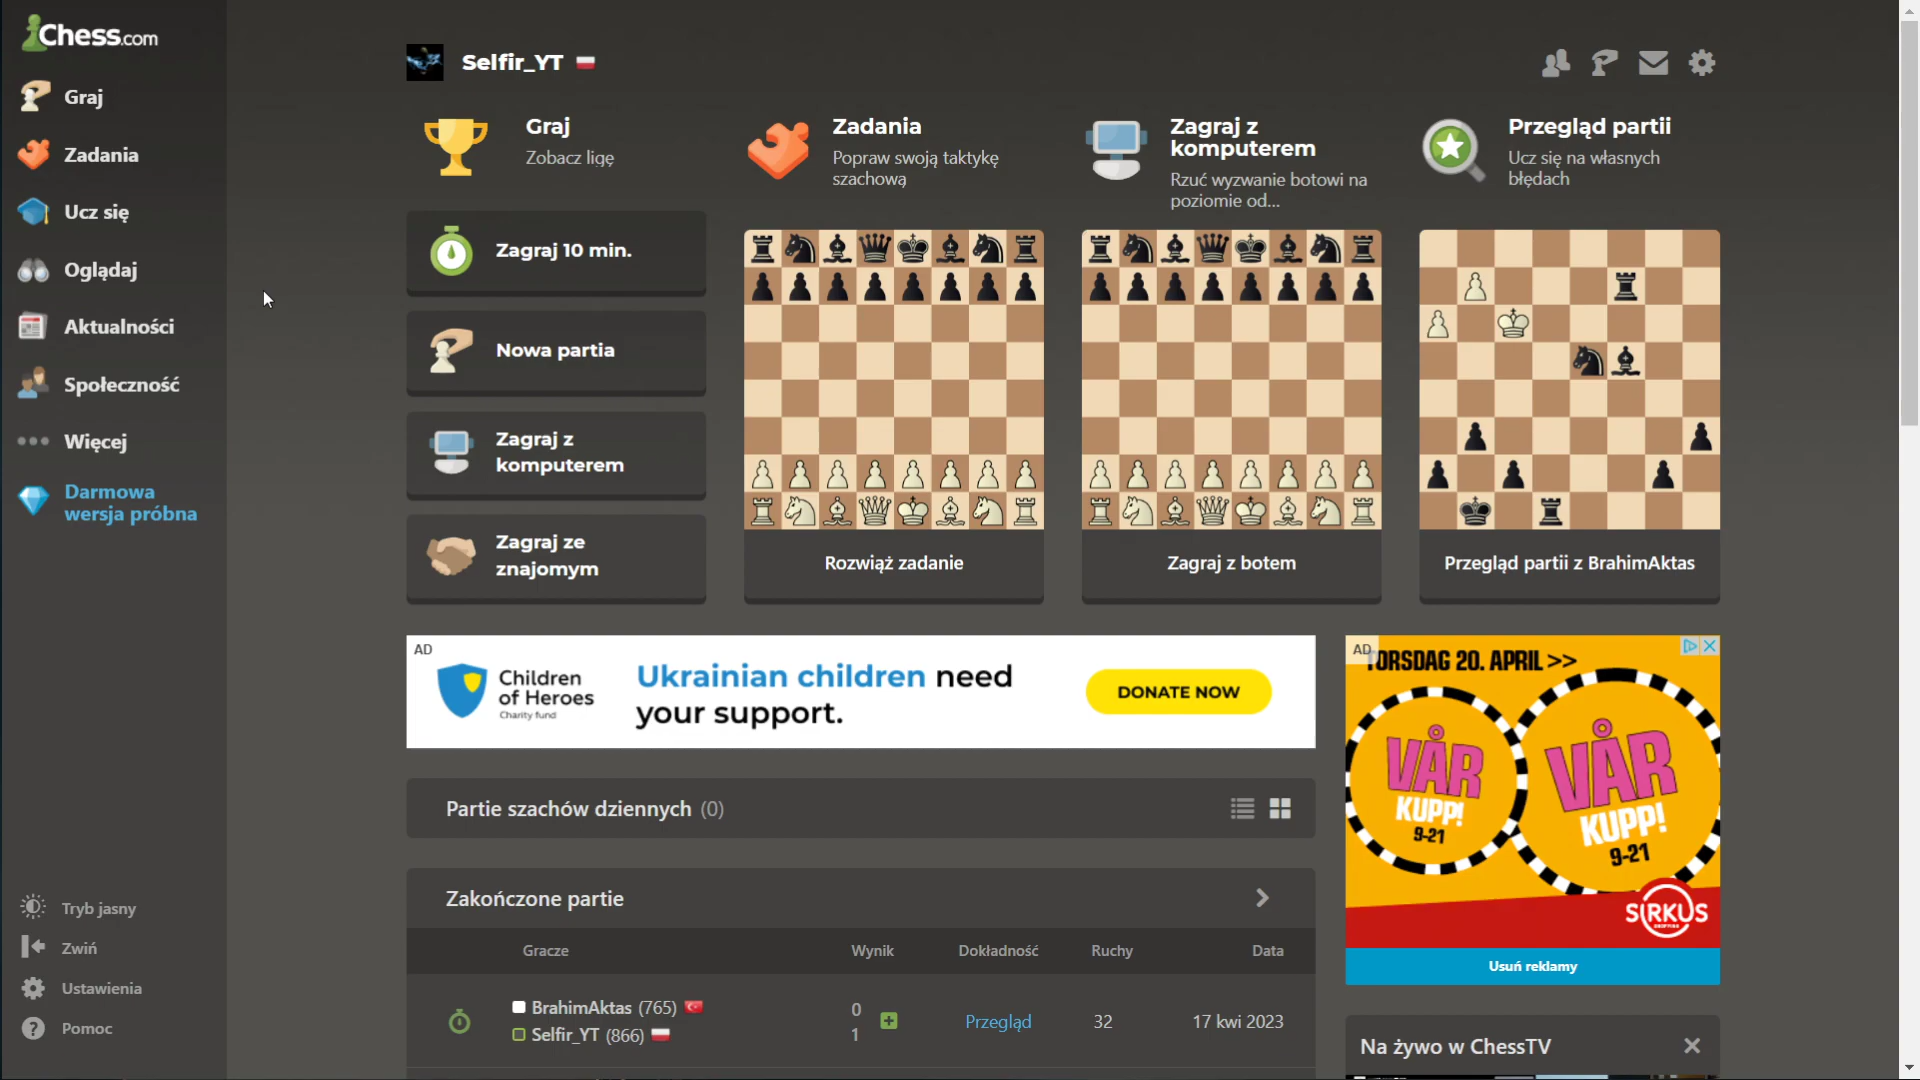 Chess.com
Graj
Zadania
Ucz się
Oglądaj
Aktualności
Społeczność
Więcej
Darmowa
wersja próbna
Tryb jasny
Zwiń
Ustawienia
Pomoc
Selfir_YT
Graj
Zobacz ligę
Zadania
Popraw swoją taktykę
szachową
Zagraj z
komputerem
Rzuć wyzwanie botowi na
poziomie od...
Przegląd partii
Ucz się na własnych
błędach
Zagraj 10 min.
Nowa partia
Zagraj z
komputerem
Zagraj ze
znajomym
Rozwiąż zadanie
Zagraj z botem
Przegląd partii z BrahimAktas
AD
Children
of Heroes
Charity fund
Ukrainian children need
your support.
DONATE NOW
AD
TORSDAG 20. APRIL >>
VÅR
KUPP!
9-21
VÅR
KUPP!
9-21
SIRKUS
SHOPPING
Usuń reklamy
Partie szachów dziennych (0)
Zakończone partie
Gracze Wynik Dokładność Ruchy Data
BrahimAktas (765) 0
Selfir_YT (866) 1
Przegląd 32 17 kwi 2023
Na żywo w ChessTV